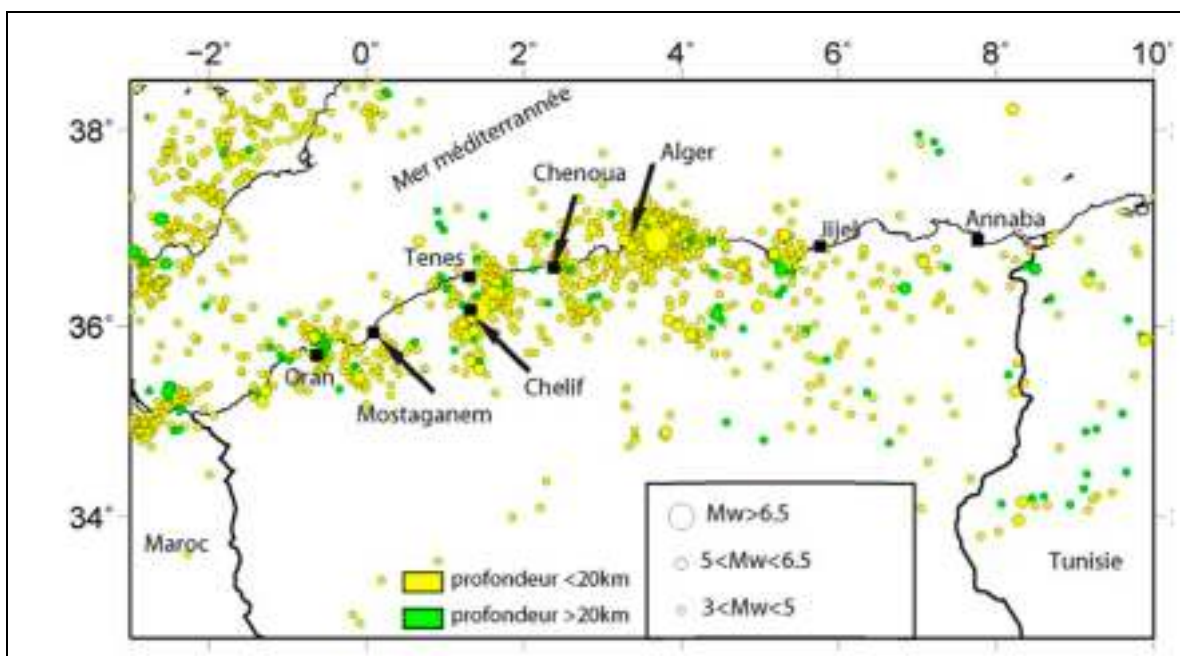 −2° 0° 2° 4° 6° 8° 10°
38°
36°
34°
Mer méditerrannée
Alger
Chenoua
Tenes
Jijel
Annaba
Oran
Mostaganem
Chelif
Maroc
Tunisie
profondeur <20km
profondeur >20km
Mw>6.5
5<Mw<6.5
3<Mw<5